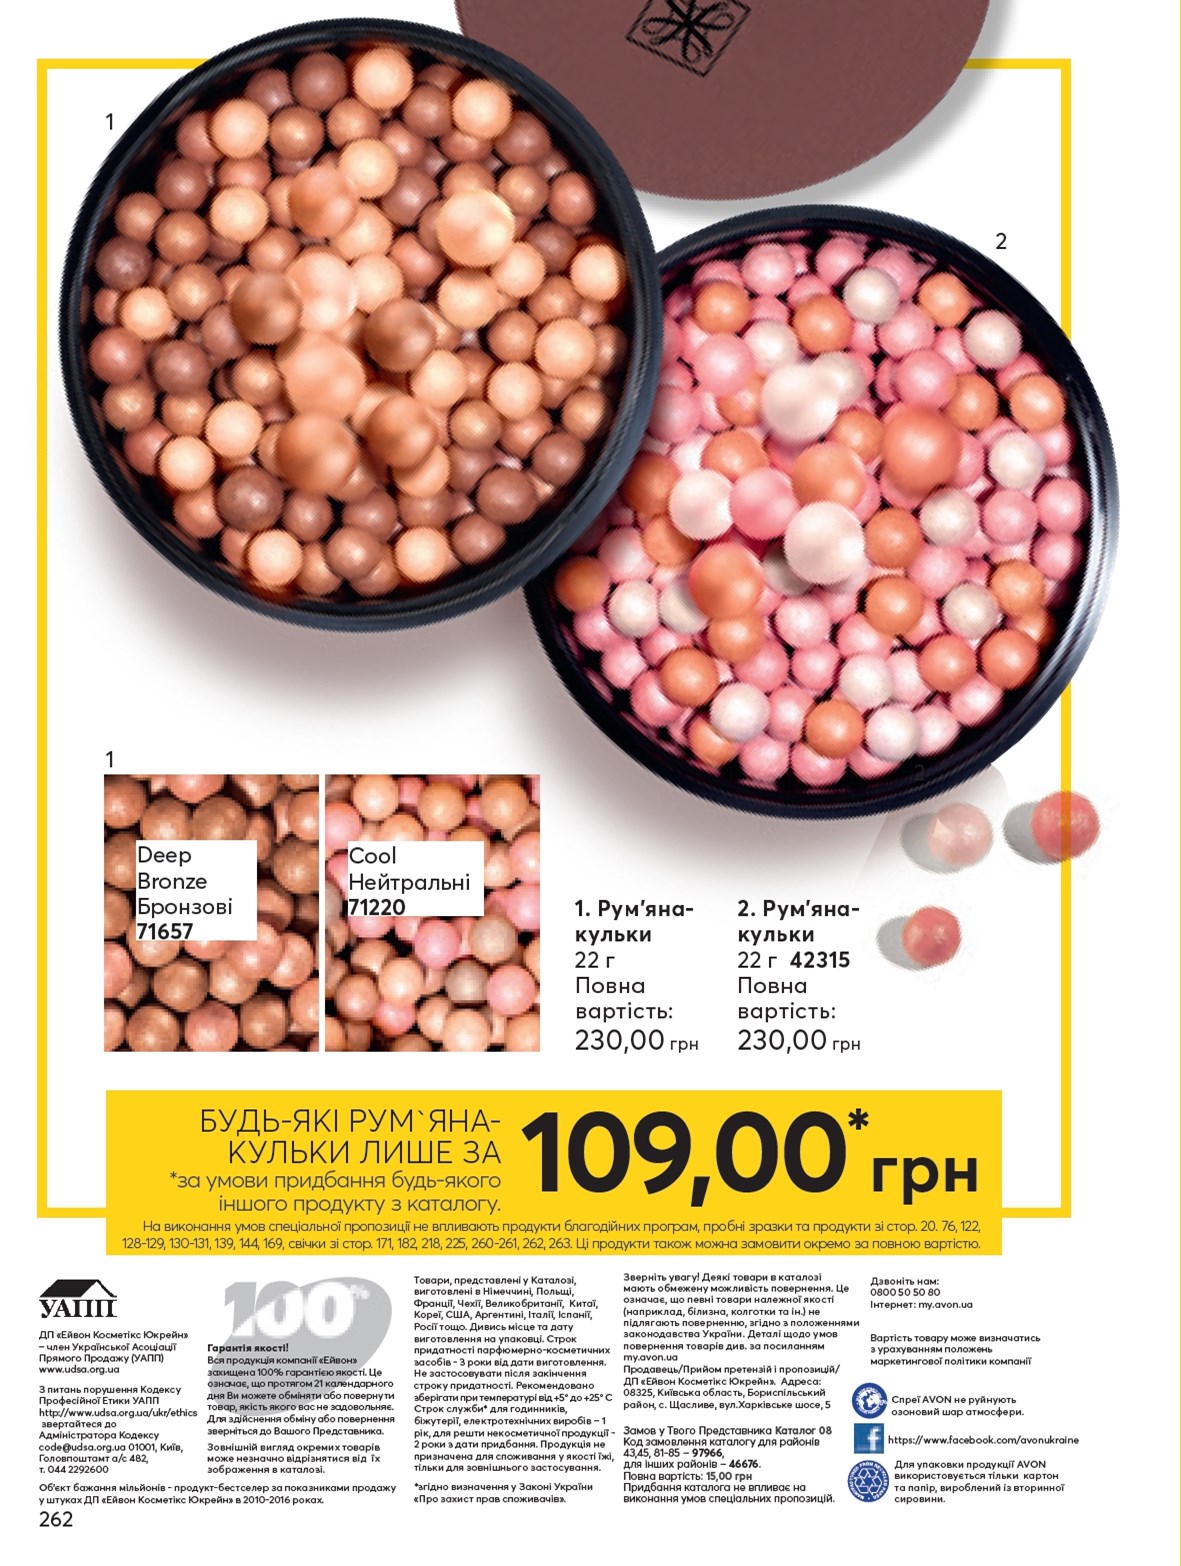 1
2
1
2
Deep
Bronze
Бронзові
71657
Cool
Нейтральні
71220
1. Рум’яна-
кульки
22 г
Повна
вартість:
230,00 грн
2. Рум’яна-
кульки
22 г 42315
Повна
вартість:
230,00 грн
БУДЬ-ЯКІ РУМ`ЯНА-
КУЛЬКИ ЛИШЕ ЗА
109,00* грн
*за умови придбання будь-якого
іншого продукту з каталогу.
На виконання умов спеціальної пропозиції не впливають продукти благодійних програм, пробні зразки та продукти зі стор. 20. 76, 122,
128-129, 130-131, 139, 144, 169, свічки зі стор. 171, 182, 218, 225, 260-261, 262, 263. Ці продукти також можна замовити окремо за повною вартістю.
УАПП
ДП «Ейвон Косметікс Юкрейн»
– член Української Асоціації
Прямого Продажу (УАПП)
www.udsa.org.ua
З питань порушення Кодексу
Професійної Етики УАПП
http://www.udsa.org.ua/ukr/ethics
звертайтеся до
Адміністратора Кодексу
code@udsa.org.ua 01001, Київ,
Головпоштамт а/с 482,
т. 044 2292600
100%
Гарантія якості!
Вся продукція компанії «Ейвон»
захищена 100% гарантією якості. Це
означає, що протягом 21 календарного
дня Ви можете обміняти або повернути
товар, якість якого вас не задовольняє.
Для здійснення обміну або повернення
зверніться до Вашого Представника.
Зовнішній вигляд окремих товарів
може незначно відрізнятися від їх
зображення в каталозі.
Об’єкт бажання мільйонів - продукт-бестселер за показниками продажу
у штуках ДП «Ейвон Косметікс Юкрейн» в 2010-2016 роках.
262
Товари, представлені у Каталозі,
виготовлені в Німеччині, Польщі,
Франції, Чехії, Великобританії, Китаї,
Кореї, США, Аргентині, Італії, Іспанії,
Росії тощо. Дивись місце та дату
виготовлення на упаковці. Строк
придатності парфюмерно-косметичних
засобів - 3 роки від дати виготовлення.
Не застосовувати після закінчення
строку придатності. Рекомендовано
зберігати при температурі від +5° до +25° С
Строк служби* для годинників,
біжутерії, електротехнічних виробів – 1
рік, для решти некосметичної продукції -
2 роки з дати придбання. Продукція не
призначена для споживання у якості їжі,
тільки для зовнішнього застосування.
*згідно визначення у Законі України
«Про захист прав споживачів».
Зверніть увагу! Деякі товари в каталозі
мають обмежену можливість повернення. Це
означає, що певні товари належної якості
(наприклад, білизна, колготки та ін.) не
підлягають поверненню, згідно з положеннями
законодавства України. Деталі щодо умов
повернення товарів див. за посиланням
my.avon.ua
Продавець/Прийом претензій і пропозицій/
ДП «Ейвон Косметікс Юкрейн». Адреса:
08325, Київська область, Бориспільський
район, с. Щасливе, вул.Харківське шосе, 5
Замов у Твого Представника Каталог 08
Код замовлення каталогу для районів
43,45, 81-85 – 97966,
для інших районів – 46676.
Повна вартість: 15,00 грн
Придбання каталога не впливає на
виконання умов спеціальних пропозицій.
Дзвоніть нам:
0800 50 50 80
Інтернет: my.avon.ua
Вартість товару може визначатись
з урахуванням положень
маркетингової політики компанії
Спреї AVON не руйнують
озоновий шар атмосфери.
https://www.facebook.com/avonukraine
Для упаковки продукції AVON
використовується тільки картон
та папір, вироблений із вторинної
сировини.